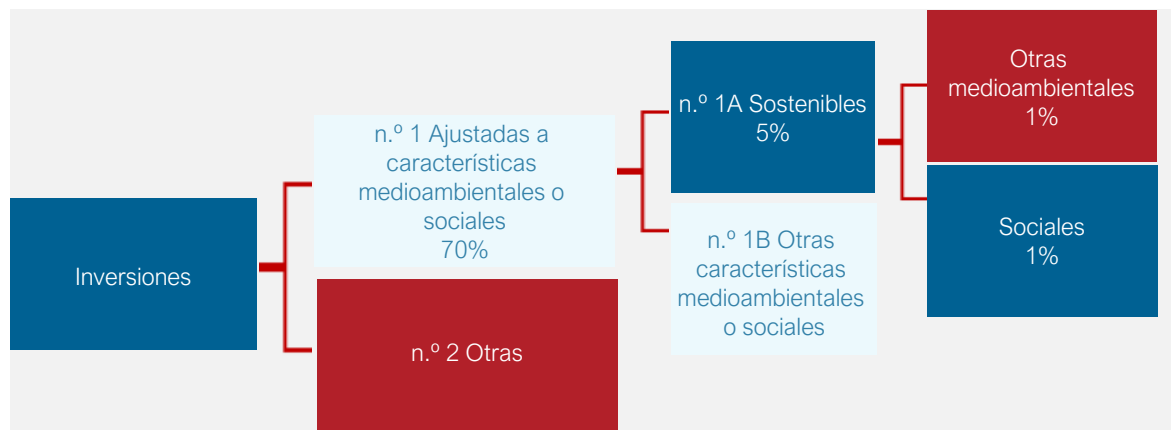 Inversiones
n.º 1 Ajustadas a
características
medioambientales o
sociales
70%
n.º 2 Otras
n.º 1A Sostenibles
5%
n.º 1B Otras
características
medioambientales
o sociales
Otras
medioambientales
1%
Sociales
1%